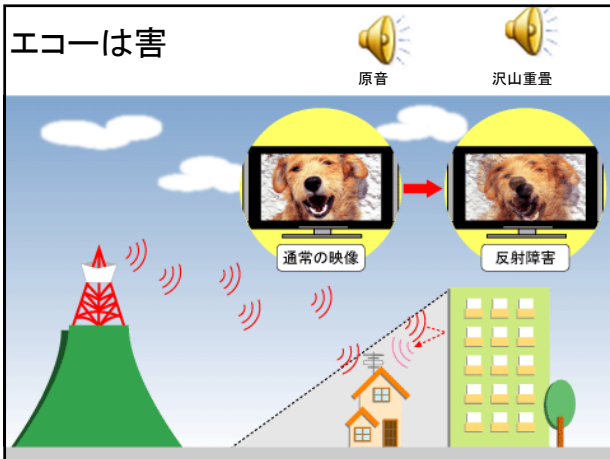 エコーは害
原音
沢山重畳
通常の映像
反射障害